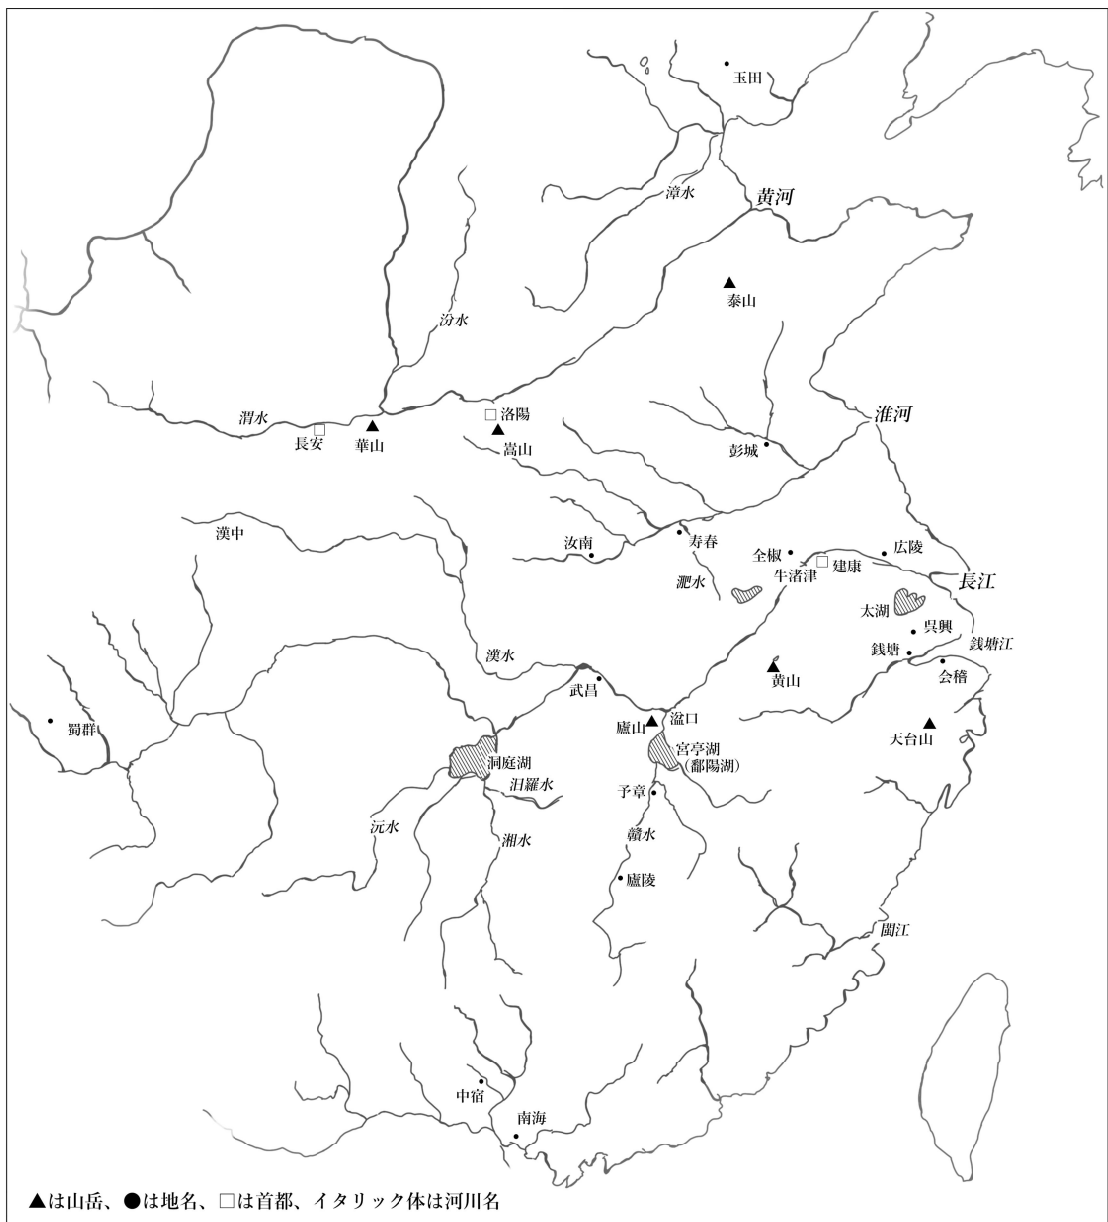 玉田
漳水
黄河
泰山
汾水
渭水
長安
華山
洛陽
嵩山
淮河
彭城
漢中
汝南
寿春
淝水
全椒
牛渚津
建康
広陵
長江
太湖
呉興
銭塘
銭塘江
会稽
漢水
武昌
黄山
蜀群
廬山
湓口
天台山
洞庭湖
宮亭湖
(鄱陽湖)
汨羅水
予章
沅水
湘水
贛水
廬陵
閩江
中宿
南海
▲は山岳、●は地名、□は首都、イタリック体は河川名